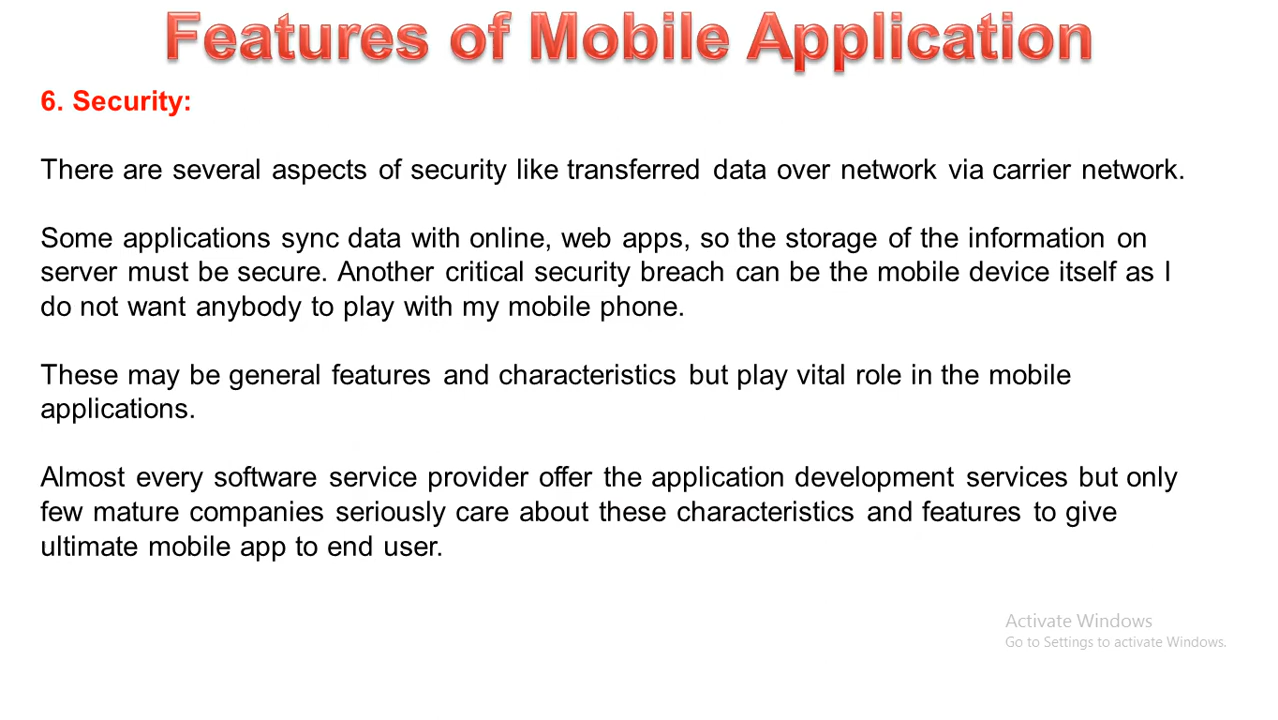 Features of Mobile Application
6. Security:
There are several aspects of security like transferred data over network via carrier network.
Some applications sync data with online, web apps, so the storage of the information on
server must be secure. Another critical security breach can be the mobile device itself as I
do not want anybody to play with my mobile phone.
These may be general features and characteristics but play vital role in the mobile
applications.
Almost every software service provider offer the application development services but only
few mature companies seriously care about these characteristics and features to give
ultimate mobile app to end user.
Activate Windows
Go to Settings to activate Windows.